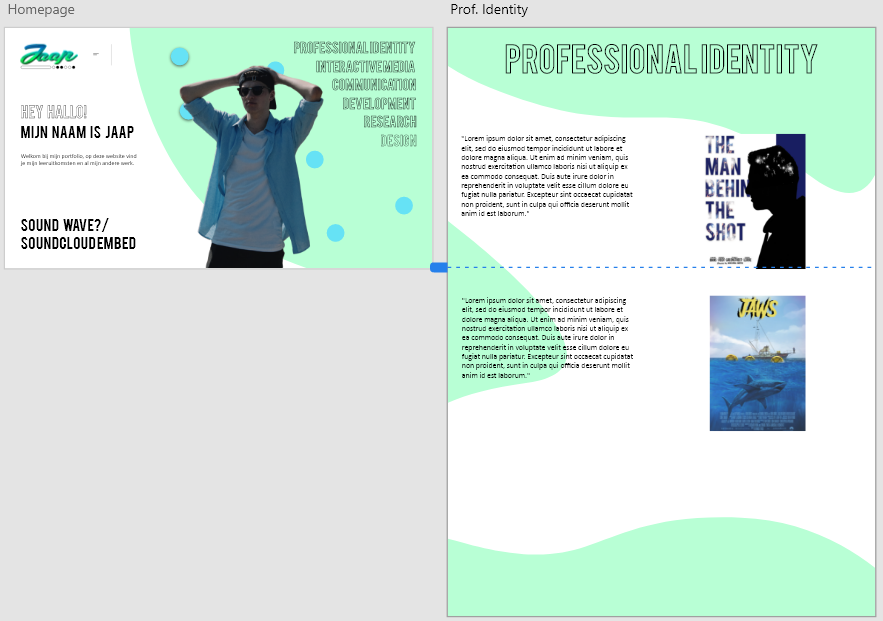 Homepage
Jaap
HEY HALLO!
MIJN NAAM IS JAAP
Welkom bij mijn portfolio, op deze website vind
je mijn leeruitkomsten en al mijn andere werk.
SOUND WAVE?/
SOUNDCLOUD EMBED
PROFESSIONAL IDENTITY
INTERACTIVE MEDIA
COMMUNICATION
DEVELOPMENT
RESEARCH
DESIGN
Prof. Identity
PROFESSIONAL IDENTITY
"Lorem ipsum dolor sit amet, consectetur adipiscing
elit, sed do eiusmod tempor incididunt ut labore et
dolore magna aliqua. Ut enim ad minim veniam, quis
nostrud exercitation ullamco laboris nisi ut aliquip ex
ea commodo consequat. Duis aute irure dolor in
reprehenderit in voluptate velit esse cillum dolore eu
fugiat nulla pariatur. Excepteur sint occaecat cupidatat
non proident, sunt in culpa qui officia deserunt mollit
anim id est laborum."
THE
MAN
BEHIN
THE
SHOT
"Lorem ipsum dolor sit amet, consectetur adipiscing
elit, sed do eiusmod tempor incididunt ut labore et
dolore magna aliqua. Ut enim ad minim veniam, quis
nostrud exercitation ullamco laboris nisi ut aliquip ex
ea commodo consequat. Duis aute irure dolor in
reprehenderit in voluptate velit esse cillum dolore eu
fugiat nulla pariatur. Excepteur sint occaecat cupidatat
non proident, sunt in culpa qui officia deserunt mollit
anim id est laborum."
JAWS